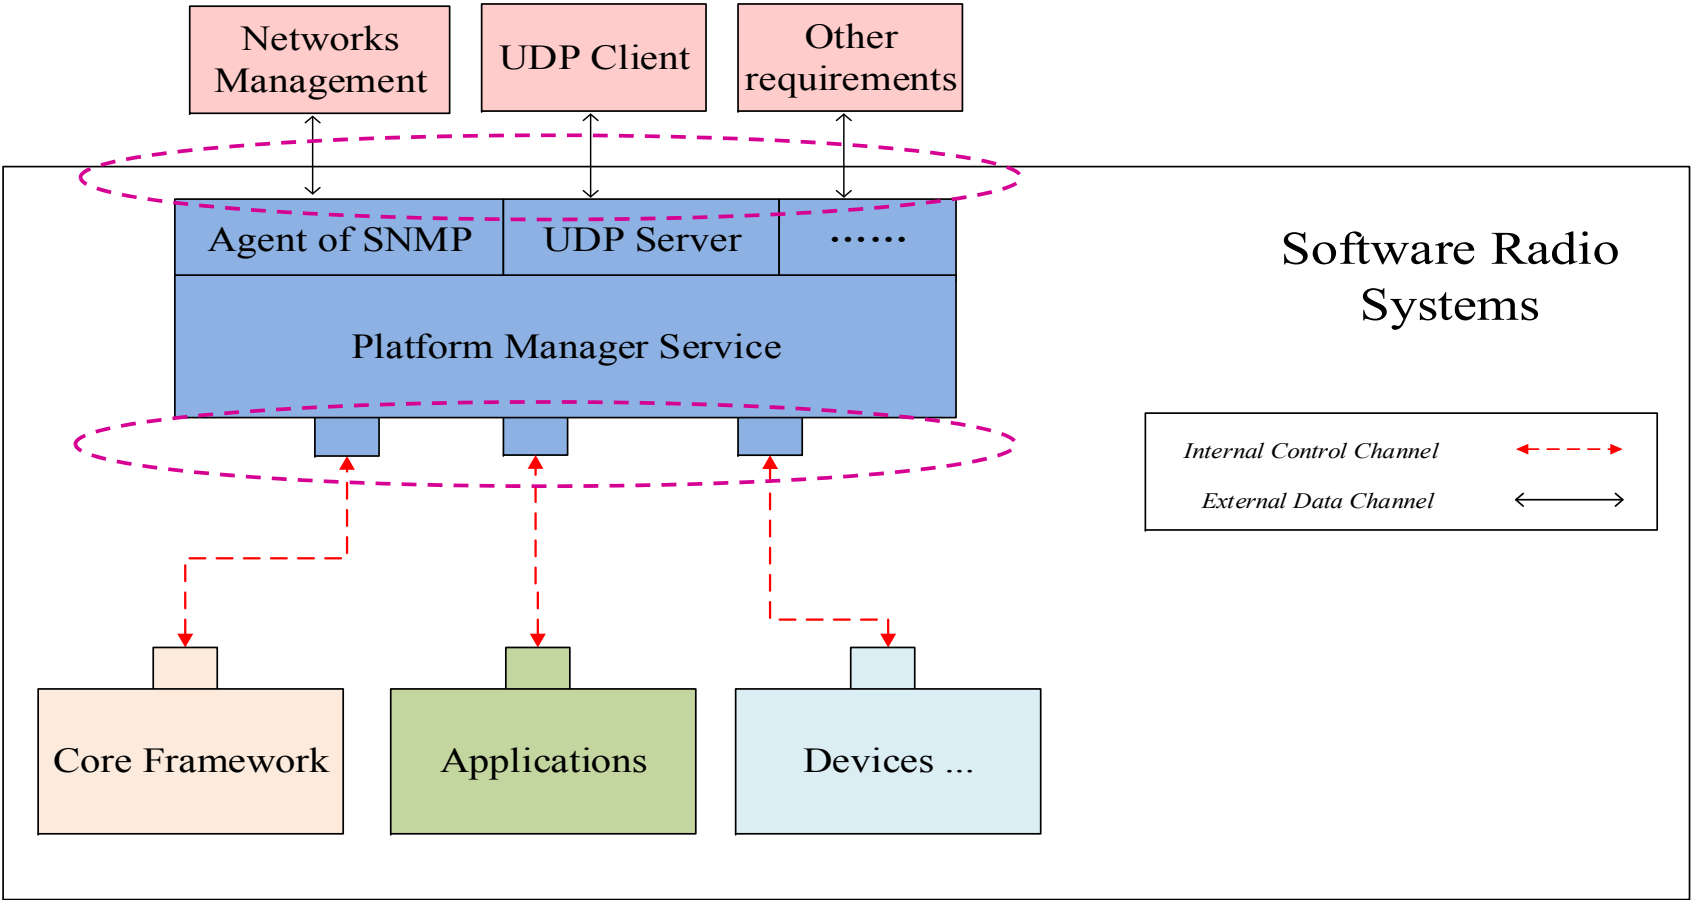 Networks
Management
UDP Client
Other
requirements
Agent of SNMP
UDP Server
......
Platform Manager Service
Software Radio
Systems
Internal Control Channel
External Data Channel
Core Framework
Applications
Devices ...